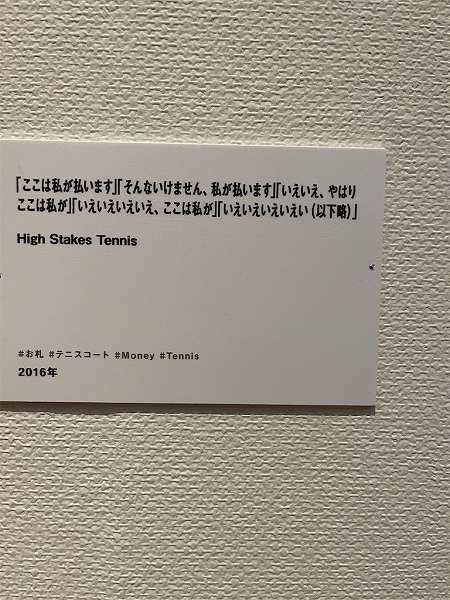 「ここは私が払います」「そんないけません、私が払います」「いえいえ、やはり
ここは私が」「いえいえいえいえ、ここは私が」「いえいえいえいえい（以下略）」
High Stakes Tennis
#お札 #テニスコート #Money #Tennis
2016年